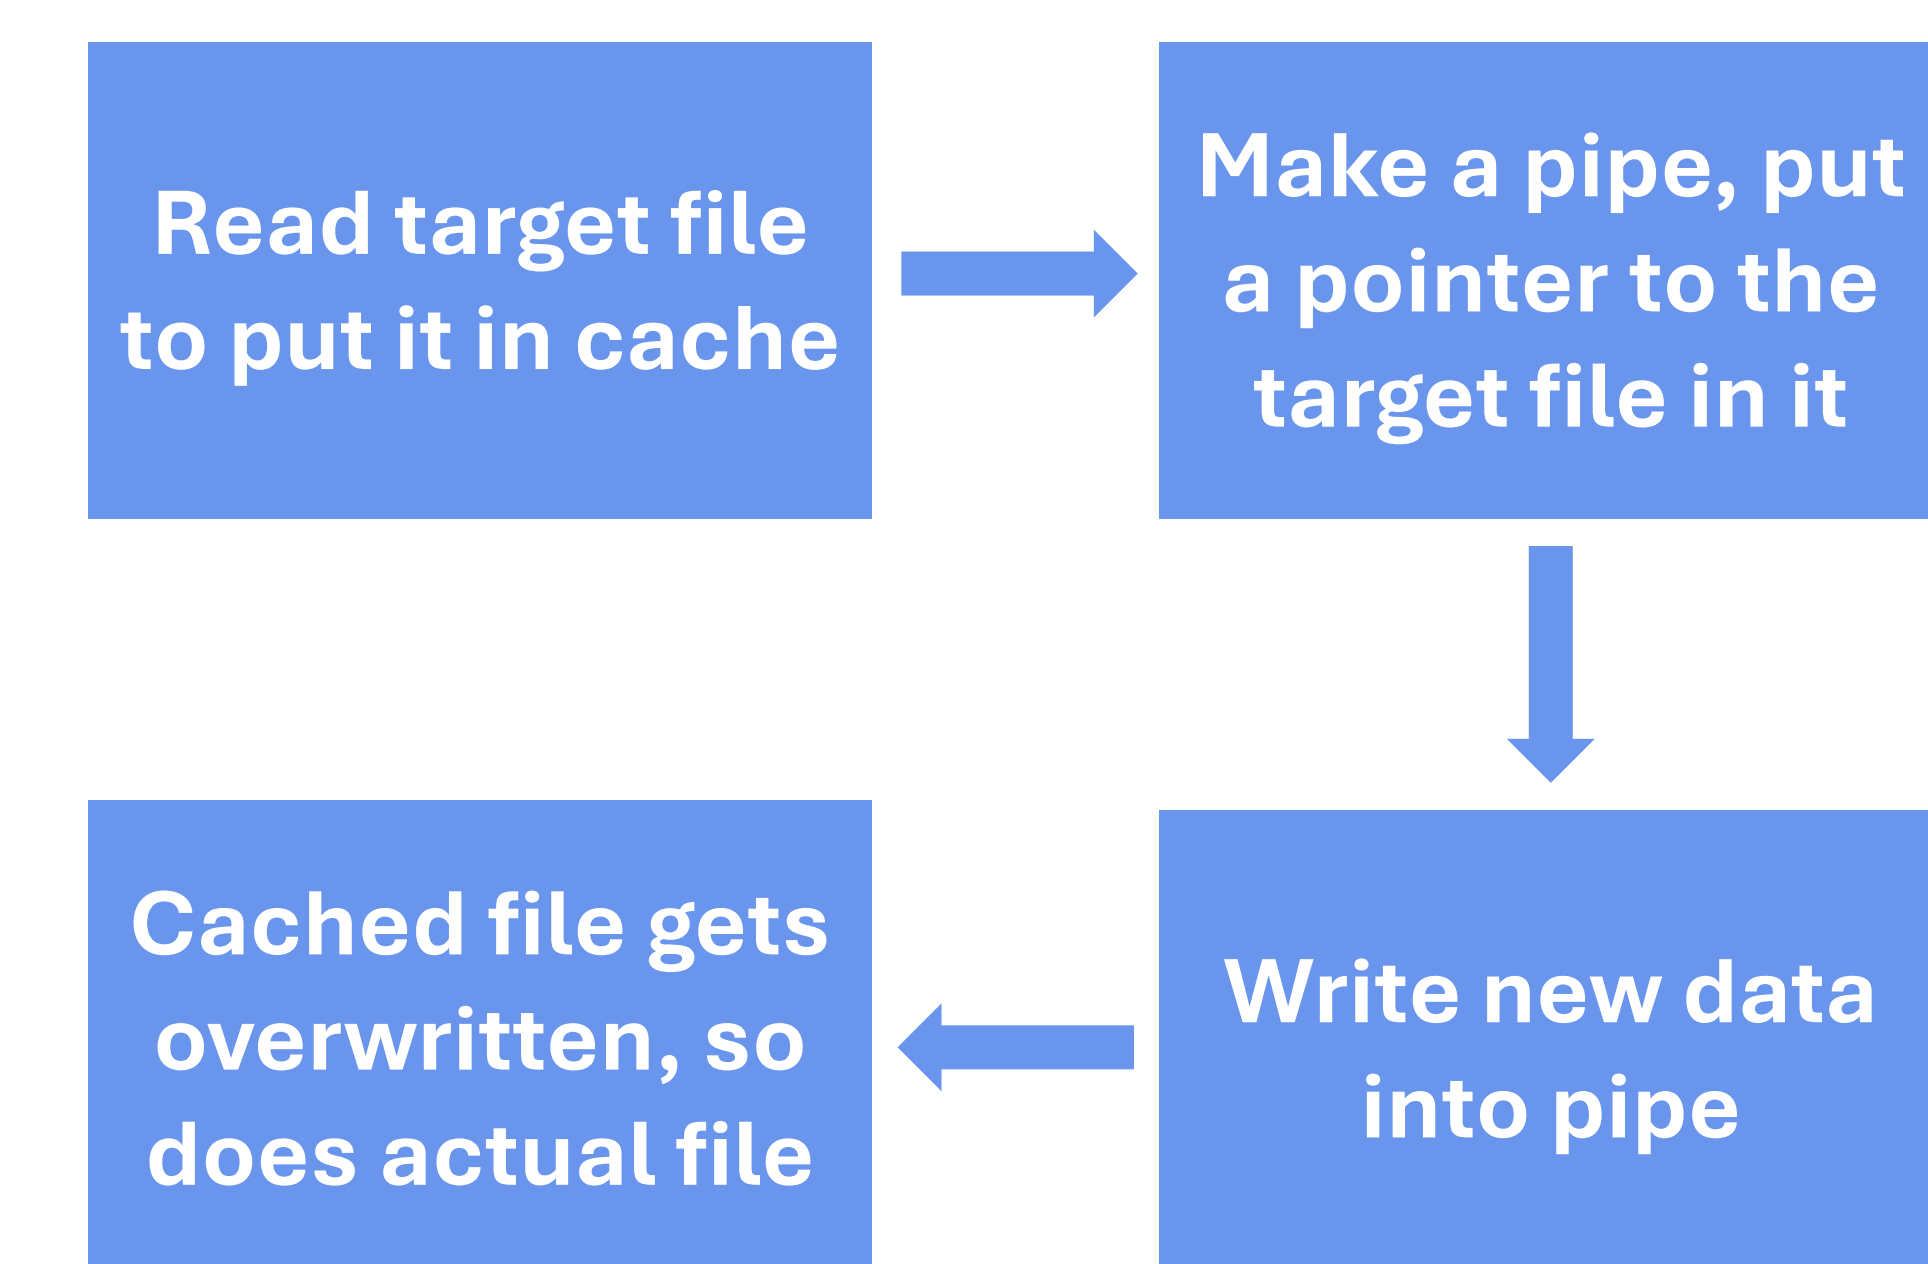 Read target file
to put it in cache
Make a pipe, put
a pointer to the
target file in it
Write new data
into pipe
Cached file gets
overwritten, so
does actual file